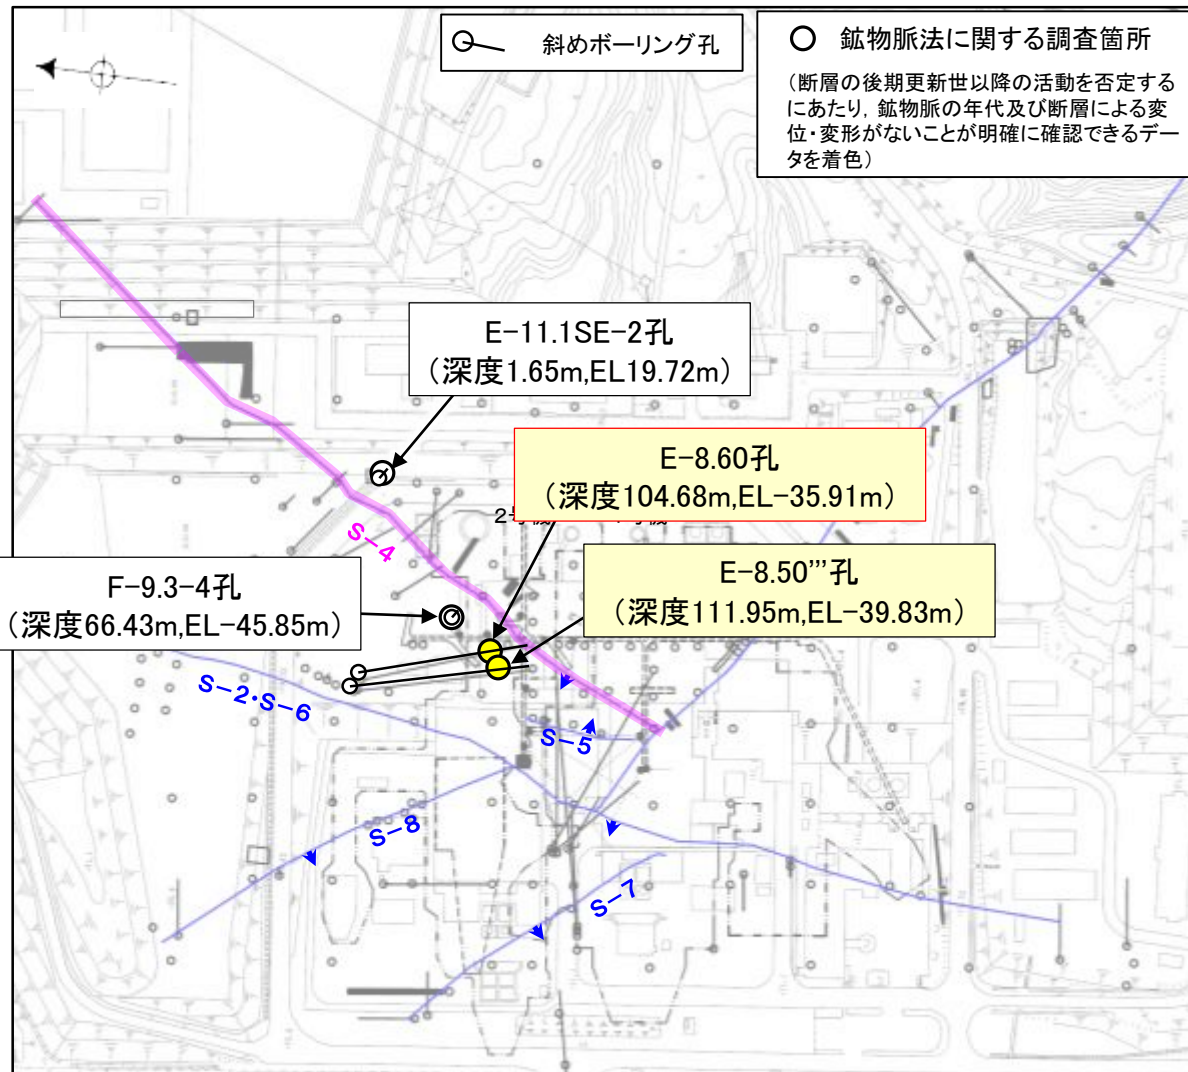 斜めボーリング孔
鉱物脈法に関する調査箇所
(断層の後期更新世以降の活動を否定する
にあたり，鉱物脈の年代及び断層による変
位・変形がないことが明確に確認できるデー
タを着色)
E-11.1SE-2孔
(深度1.65m,EL19.72m)
E-8.60孔
(深度104.68m,EL-35.91m)
S-4
E-8.50'''孔
(深度111.95m,EL-39.83m)
F-9.3-4孔
(深度66.43m,EL-45.85m)
S-2・S-6
S-5
S-8
S-7